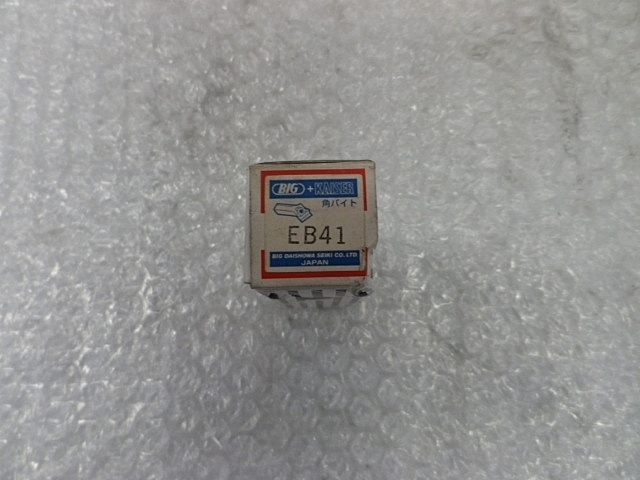 BIG + KAISER
角バイト
EB41
BIG DAISHOWA SEIKI CO., LTD.
JAPAN